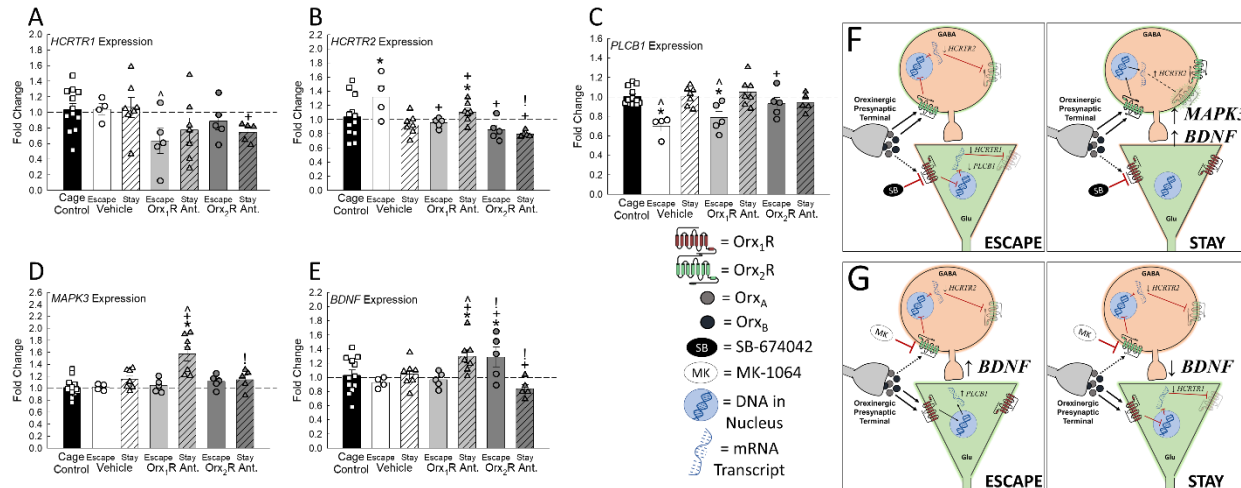 A
HCRTR1 Expression
Fold Change
1.6
1.4
1.2
1.0
0.8
0.6
0.4
0.2
0.0
^
+
Cage Control
Escape Stay Escape Stay Escape Stay
Vehicle Orx1R Ant. Orx2R Ant.
B
HCRTR2 Expression
Fold Change
2.0
1.8
1.6
1.4
1.2
1.0
0.8
0.6
0.4
0.2
0.0
*
+
+
*
+
!
+
Cage Control
Escape Stay Escape Stay Escape Stay
Vehicle Orx1R Ant. Orx2R Ant.
C
PLCB1 Expression
Fold Change
1.6
1.4
1.2
1.0
0.8
0.6
0.4
0.2
0.0
^
*
^
*
+
Cage Control
Escape Stay Escape Stay Escape Stay
Vehicle Orx1R Ant. Orx2R Ant.
D
MAPK3 Expression
Fold Change
2.0
1.8
1.6
1.4
1.2
1.0
0.8
0.6
0.4
0.2
0.0
^
+
*
!
Cage Control
Escape Stay Escape Stay Escape Stay
Vehicle Orx1R Ant. Orx2R Ant.
E
BDNF Expression
Fold Change
2.0
1.8
1.6
1.4
1.2
1.0
0.8
0.6
0.4
0.2
0.0
^
+
*
!
+
*
!
+
Cage Control
Escape Stay Escape Stay Escape Stay
Vehicle Orx1R Ant. Orx2R Ant.
= Orx1R
= Orx2R
= OrxA
= OrxB
SB = SB-674042
MK = MK-1064
= DNA in
Nucleus
= mRNA
Transcript
F
GABA
↓ HCRTR2
Orexinergic
Presynaptic
Terminal
SB
↓ HCRTR1
↓ PLCB1
Glu
ESCAPE
GABA
↑ HCRTR2
Orexinergic
Presynaptic
Terminal
↑ MAPK3
↑ BDNF
SB
Glu
STAY
G
GABA
↓ HCRTR2
MK
↑ BDNF
Orexinergic
Presynaptic
Terminal
↑ PLCB1
Glu
ESCAPE
GABA
↓ HCRTR2
MK
↓ BDNF
Orexinergic
Presynaptic
Terminal
↓ HCRTR1
Glu
STAY